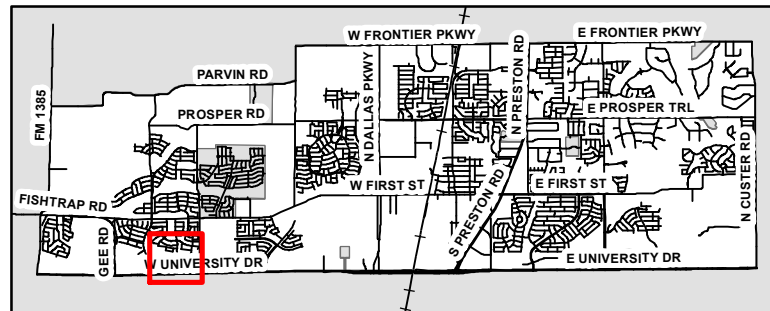 W FRONTIER PKWY
E FRONTIER PKWY
PARVIN RD
FM 1385
N DALLAS PKWY
N PRESTON RD
PROSPER RD
E PROSPER TRL
W FIRST ST
E FIRST ST
N CUSTER RD
FISHTRAP RD
S PRESTON RD
GEE RD
W UNIVERSITY DR
E UNIVERSITY DR